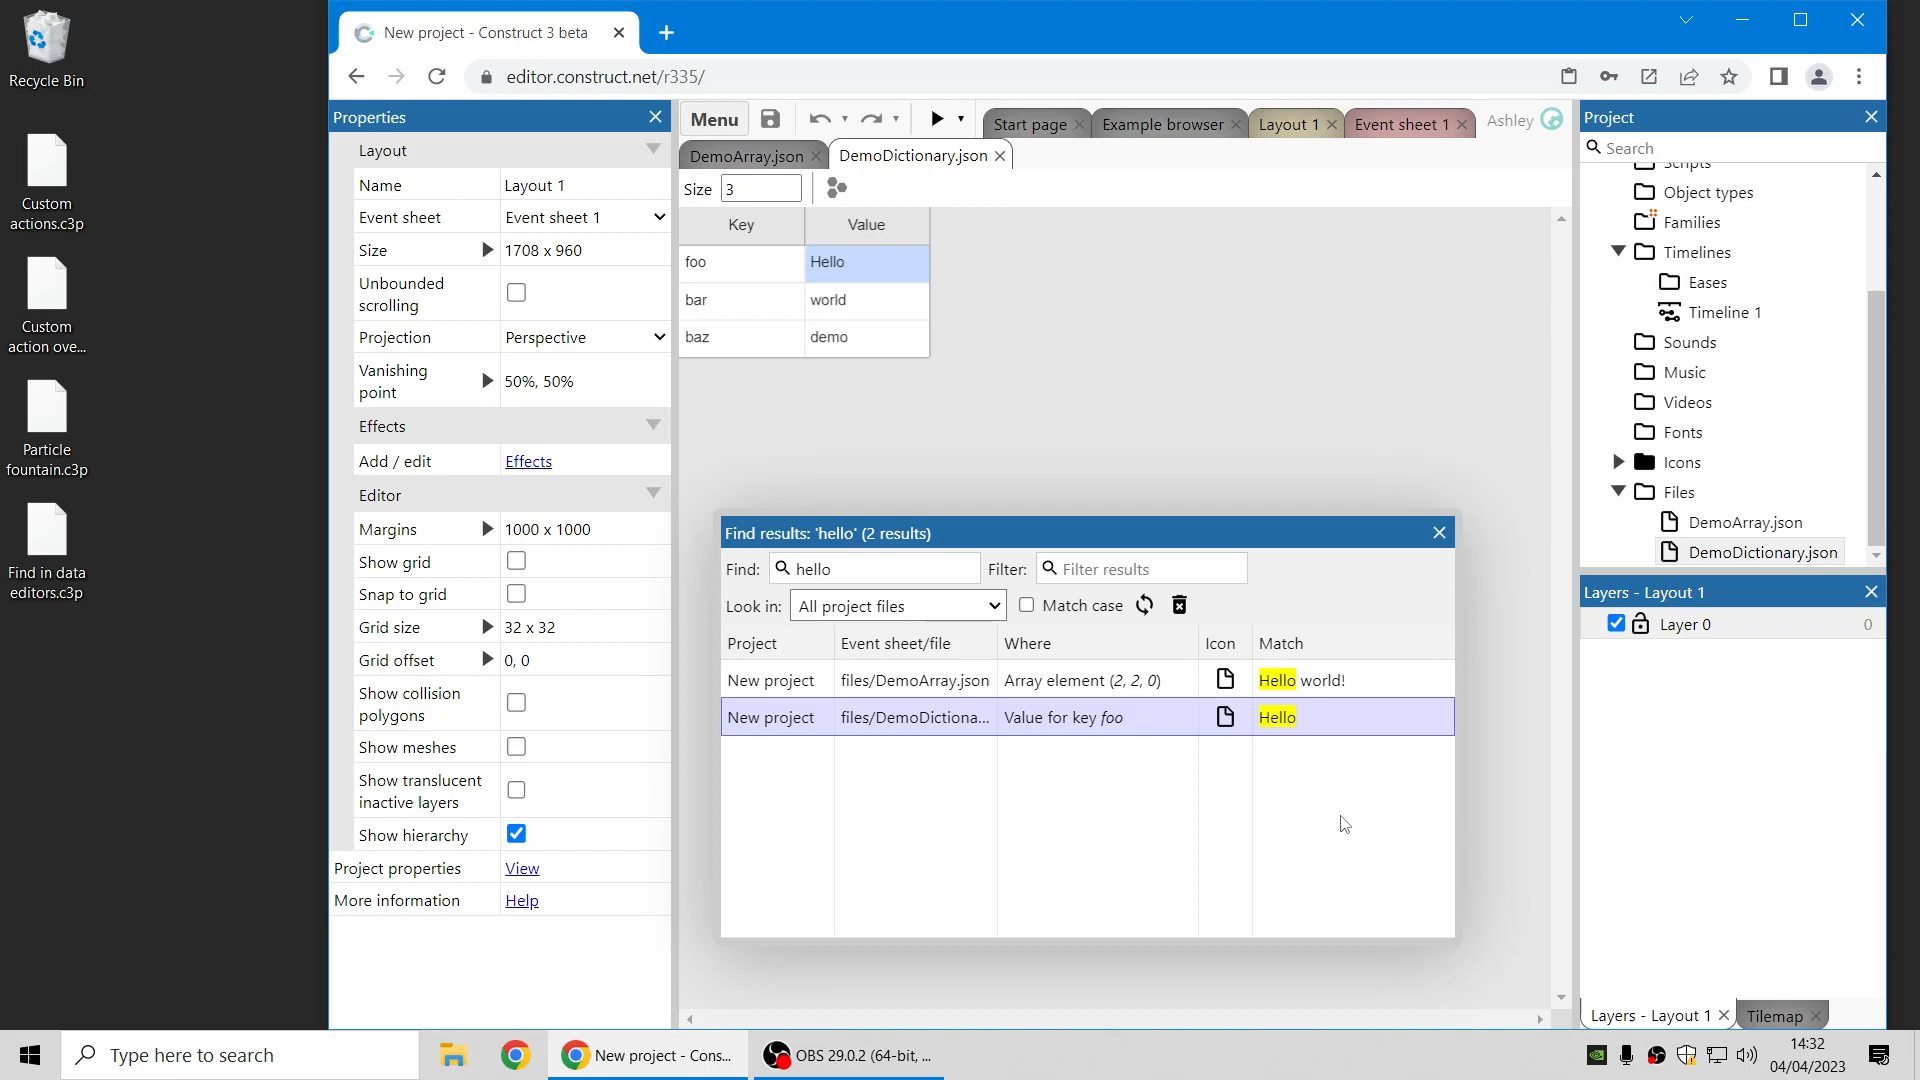 Recycle Bin
Custom
actions.c3p
Custom
action ove...
Particle
fountain.c3p
Find in data
editors.c3p
New project - Construct 3 beta
editor.construct.net/r335/
Properties
Layout
Name Layout 1
Event sheet Event sheet 1
Size 1708 x 960
Unbounded
scrolling
Projection Perspective
Vanishing
point 50%, 50%
Effects
Add / edit Effects
Editor
Margins 1000 x 1000
Show grid
Snap to grid
Grid size 32 x 32
Grid offset 0, 0
Show collision
polygons
Show meshes
Show translucent
inactive layers
Show hierarchy
Project properties View
More information Help
Menu
Start page
Example browser
Layout 1
Event sheet 1
Ashley
DemoArray.json
DemoDictionary.json
Size 3
Key Value
foo Hello
bar world
baz demo
Find results: 'hello' (2 results)
Find: hello Filter: Filter results
Look in: All project files Match case
Project Event sheet/file Where Icon Match
New project files/DemoArray.json Array element (2, 2, 0) Hello world!
New project files/DemoDictiona... Value for key foo Hello
Project
Search
Scripts
Object types
Families
Timelines
Eases
Timeline 1
Sounds
Music
Videos
Fonts
Icons
Files
DemoArray.json
DemoDictionary.json
Layers - Layout 1
Layer 0 0
Layers - Layout 1
Tilemap
Type here to search
New project - Cons...
OBS 29.0.2 (64-bit, ...
14:32
04/04/2023